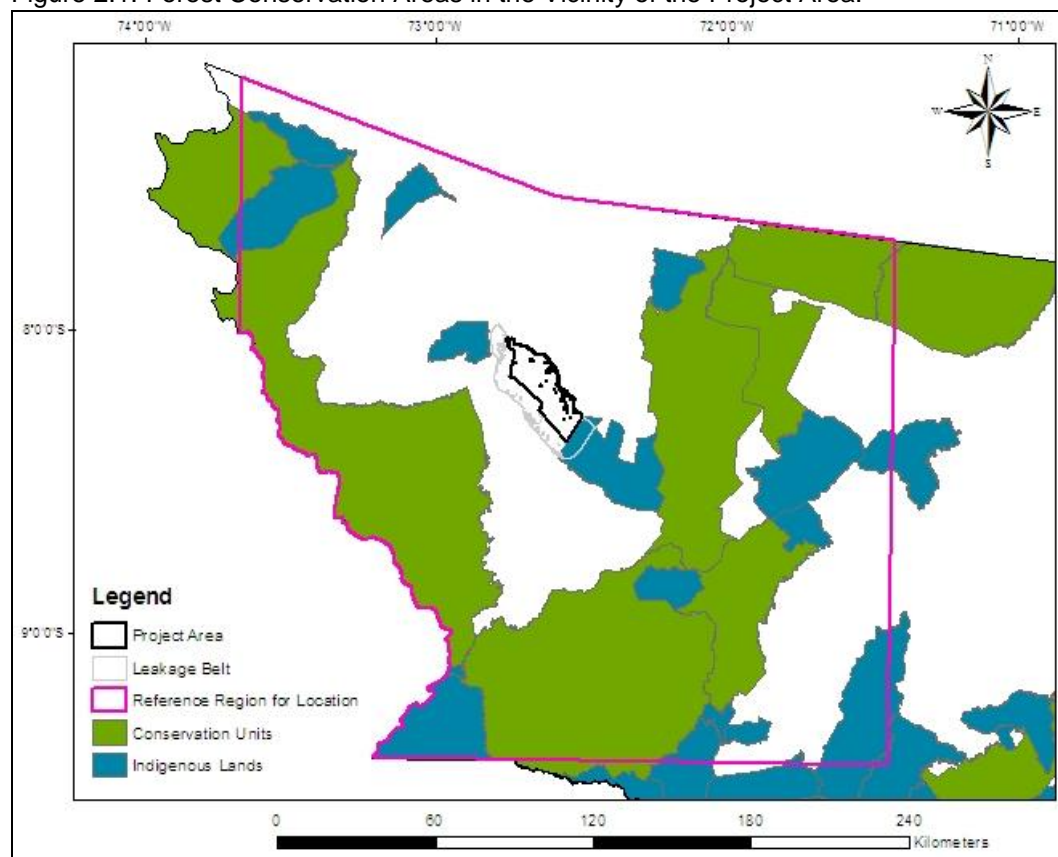 Figure 2.1. Forest Conservation Areas in the Vicinity of the Project Area.
74°0'0"W 73°0'0"W 72°0'0"W 71°0'0"W
N
W E
S
8°0'0"S
9°0'0"S
Legend
Project Area
Leakage Belt
Reference Region for Location
Conservation Units
Indigenous Lands
0 60 120 180 240
Kilometers